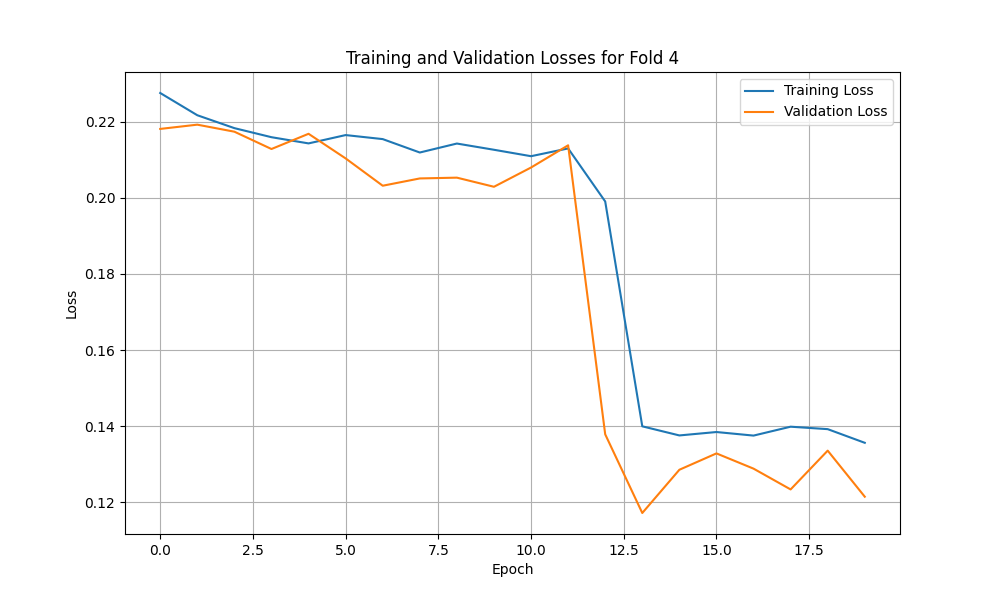 Training and Validation Losses for Fold 4
Training Loss
Validation Loss
Loss
0.22
0.20
0.18
0.16
0.14
0.12
0.0 2.5 5.0 7.5 10.0 12.5 15.0 17.5
Epoch